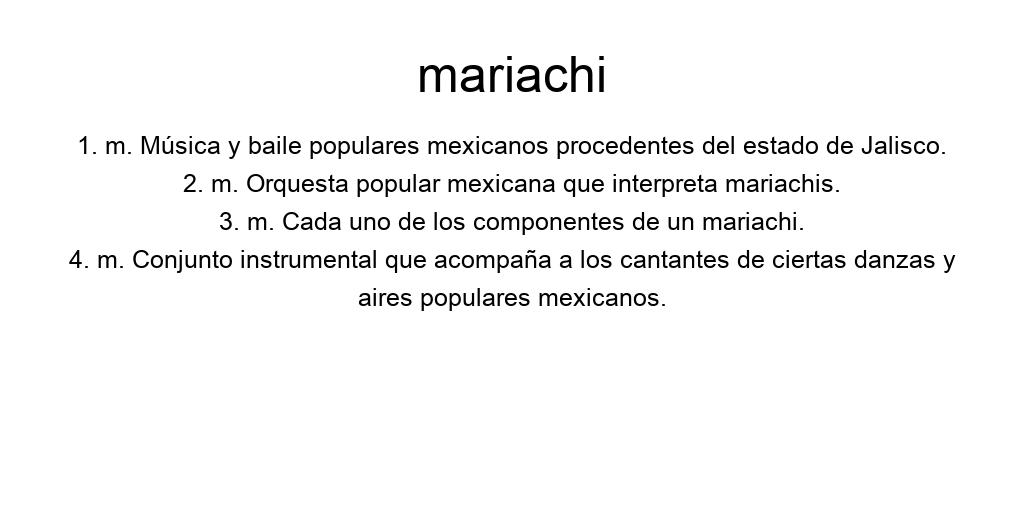 mariachi
1. m. Música y baile populares mexicanos procedentes del estado de Jalisco.
2. m. Orquesta popular mexicana que interpreta mariachis.
3. m. Cada uno de los componentes de un mariachi.
4. m. Conjunto instrumental que acompaña a los cantantes de ciertas danzas y
aires populares mexicanos.